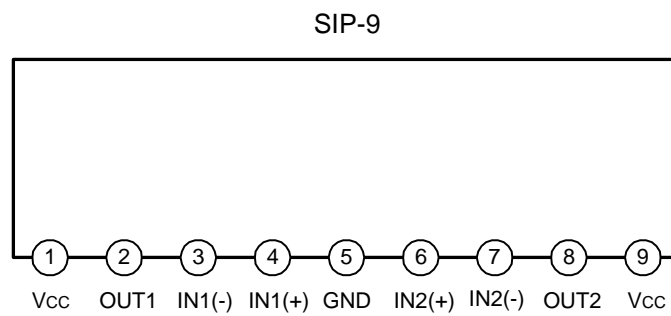 SIP-9
1 2 3 4 5 6 7 8 9
Vcc OUT1 IN1(-) IN1(+) GND IN2(+) IN2(-) OUT2 Vcc